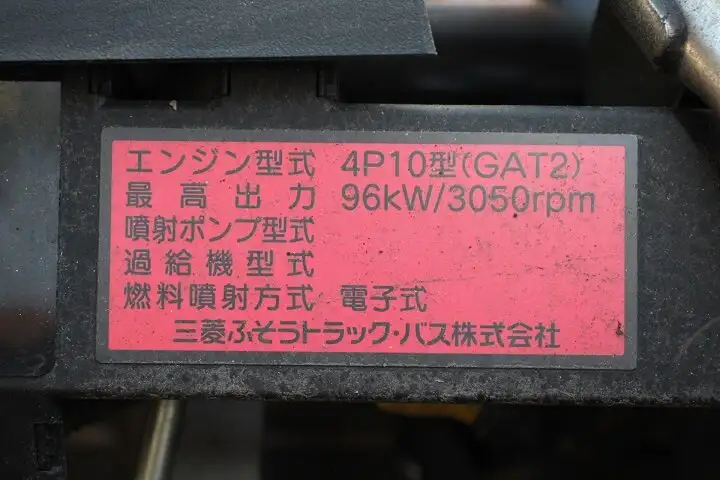 エンジン型式 4P10型(GAT2)
最高出力 96kW/3050rpm
噴射ポンプ型式
過給機型式
燃料噴射方式 電子式
三菱ふそうトラック・バス株式会社